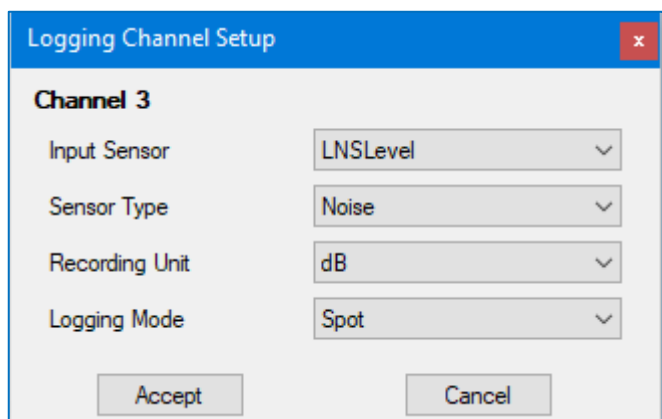 Logging Channel Setup x
Channel 3
Input Sensor LNSLevel
Sensor Type Noise
Recording Unit dB
Logging Mode Spot
Accept Cancel